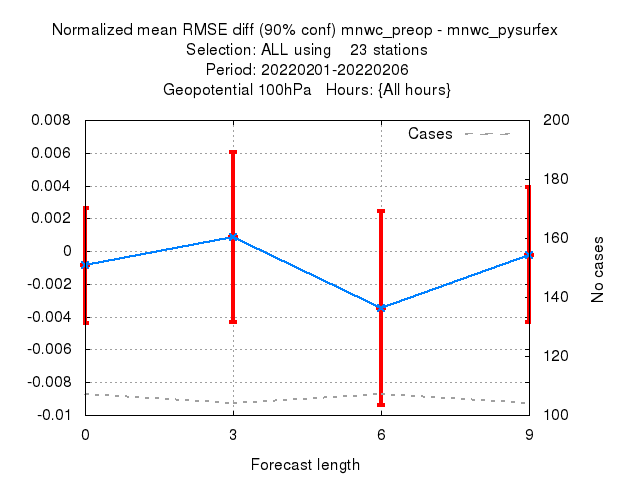 Normalized mean RMSE diff (90% conf) mnwc_preop - mnwc_pysurfex
Selection: ALL using    23 stations
Period: 20220201-20220206
Geopotential 100hPa   Hours: {All hours}
Cases
0.008
0.006
0.004
0.002
0
-0.002
-0.004
-0.006
-0.008
-0.01
200
180
160
140
120
100
No cases
0 3 6 9
Forecast length